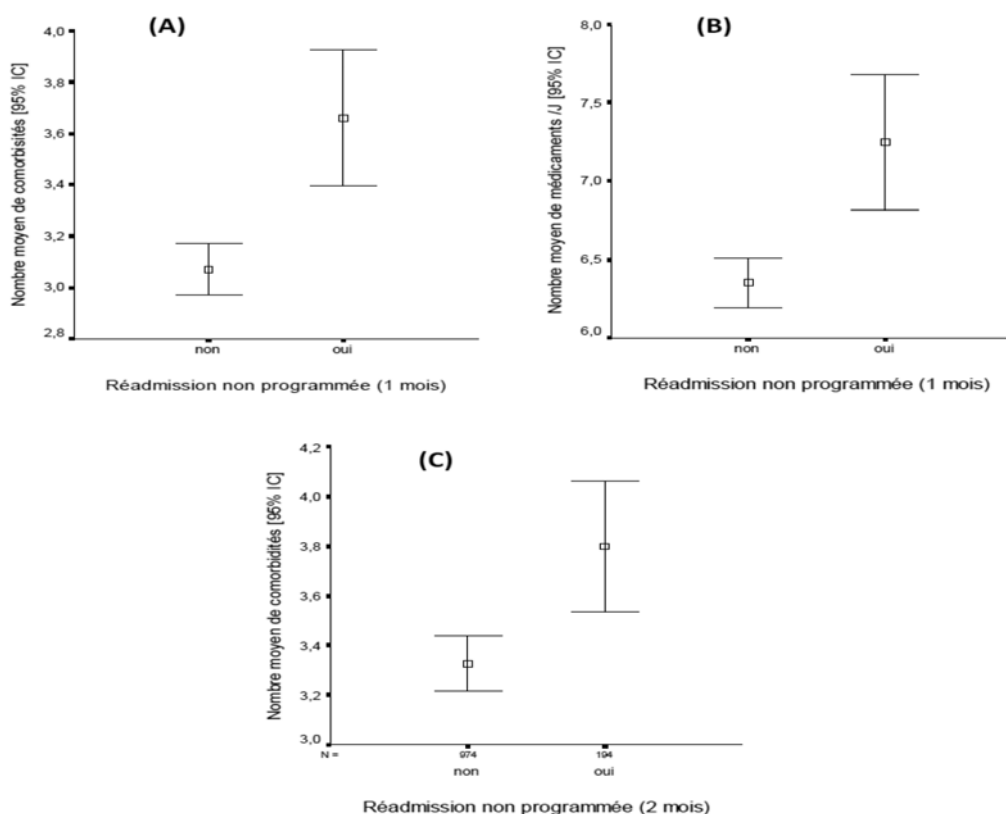 (A)
Nombre moyen de comorbisités [95% IC]
4,0
3,8
3,6
3,4
3,2
3,0
2,8
non oui
Réadmission non programmée (1 mois)
(B)
Nombre moyen de médicaments /J [95% IC]
8,0
7,5
7,0
6,5
6,0
non oui
Réadmission non programmée (1 mois)
(C)
Nombre moyen de comorbidités [95% IC]
4,2
4,0
3,8
3,6
3,4
3,2
3,0
N = 974 194
non oui
Réadmission non programmée (2 mois)